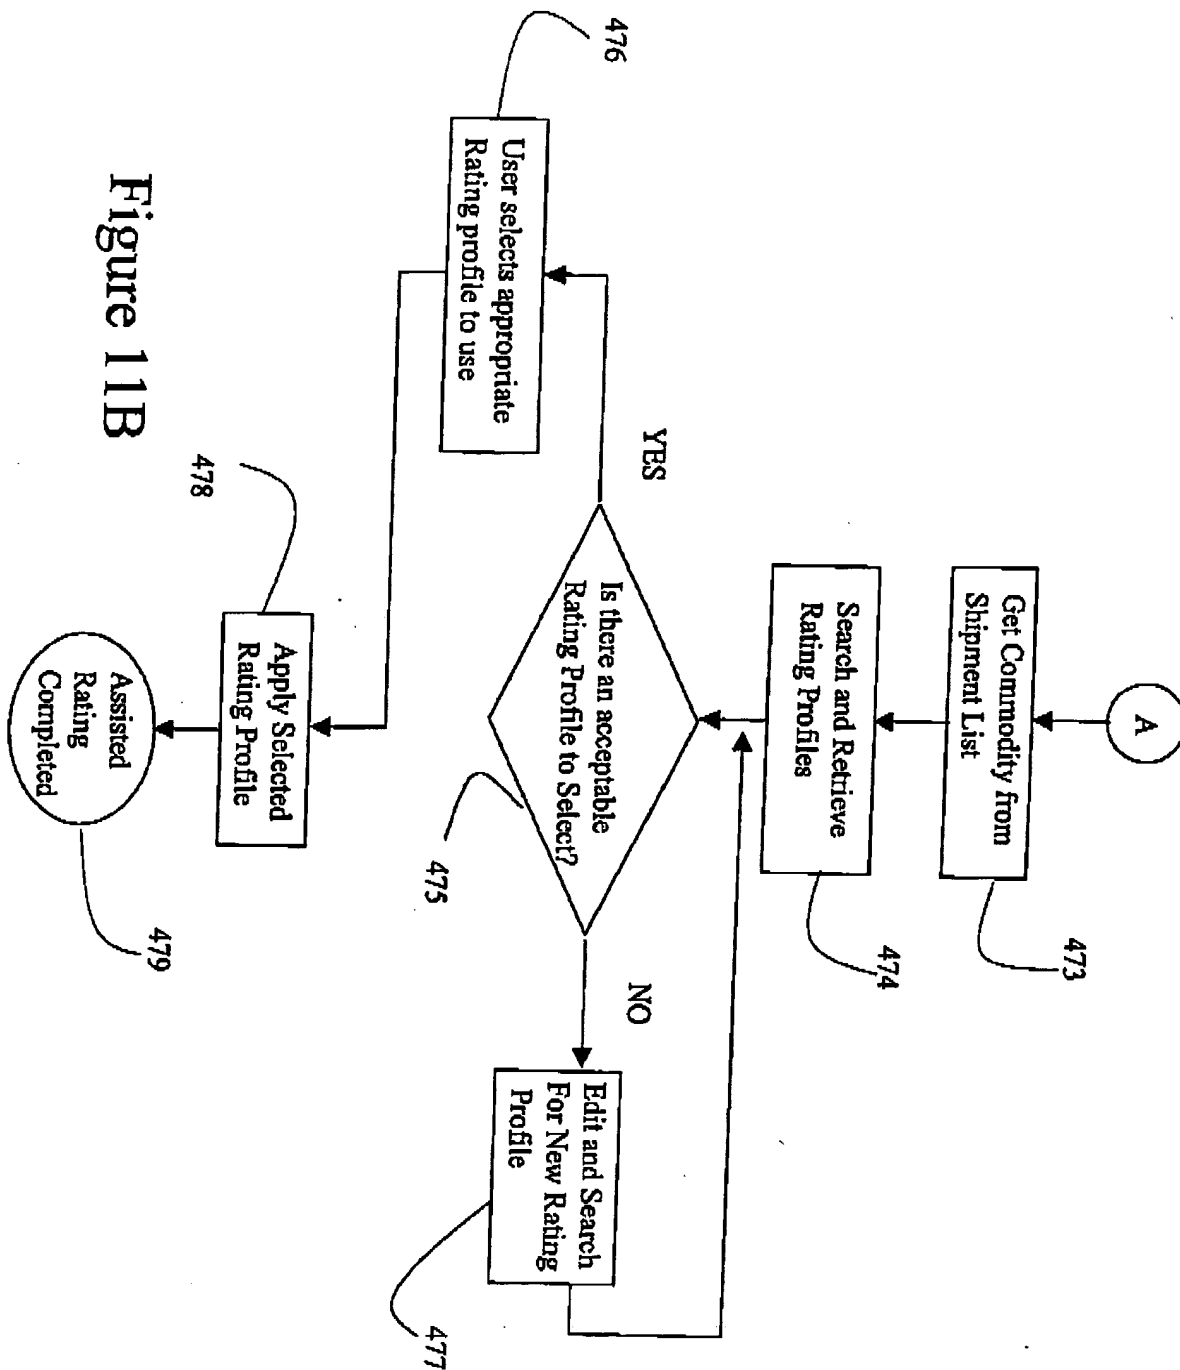 A
Get Commodity from
Shipment List
473
Search and Retrieve
Rating Profiles
474
Is there an acceptable
Rating Profile to Select?
475
YES
NO
User selects appropriate
Rating profile to use
476
Edit and Search
For New Rating
Profile
477
Apply Selected
Rating Profile
478
Assisted
Rating
Completed
479
Figure 11B